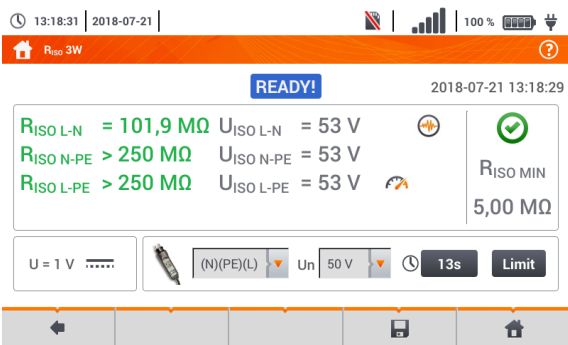 13:18:31 2018-07-21 100 %
RISO 3W ?
READY! 2018-07-21 13:18:29
RISO L-N = 101,9 MΩ UISO L-N = 53 V
RISO N-PE > 250 MΩ UISO N-PE = 53 V
RISO L-PE > 250 MΩ UISO L-PE = 53 V
RISO MIN
5,00 MΩ
U = 1 V (N)(PE)(L) Un 50 V 13s Limit